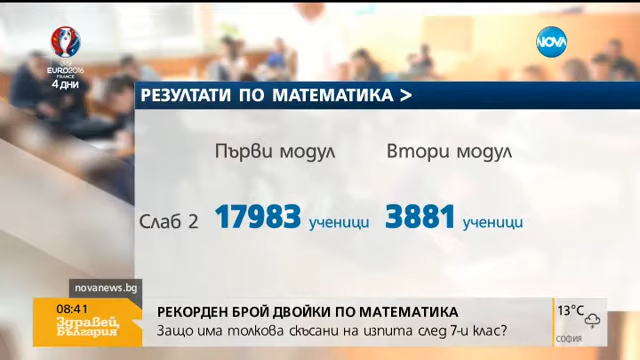 EURO2016
FRANCE
4 ДНИ
NOVA
РЕЗУЛТАТИ ПО МАТЕМАТИКА >
Първи модул Втори модул
Слаб 2 17983 ученици 3881 ученици
novanews.bg
08:41 РЕКОРДЕН БРОЙ ДВОЙКИ ПО МАТЕМАТИКА 13°C
Здравей, България Защо има толкова скъсани на изпита след 7-и клас? СОФИЯ